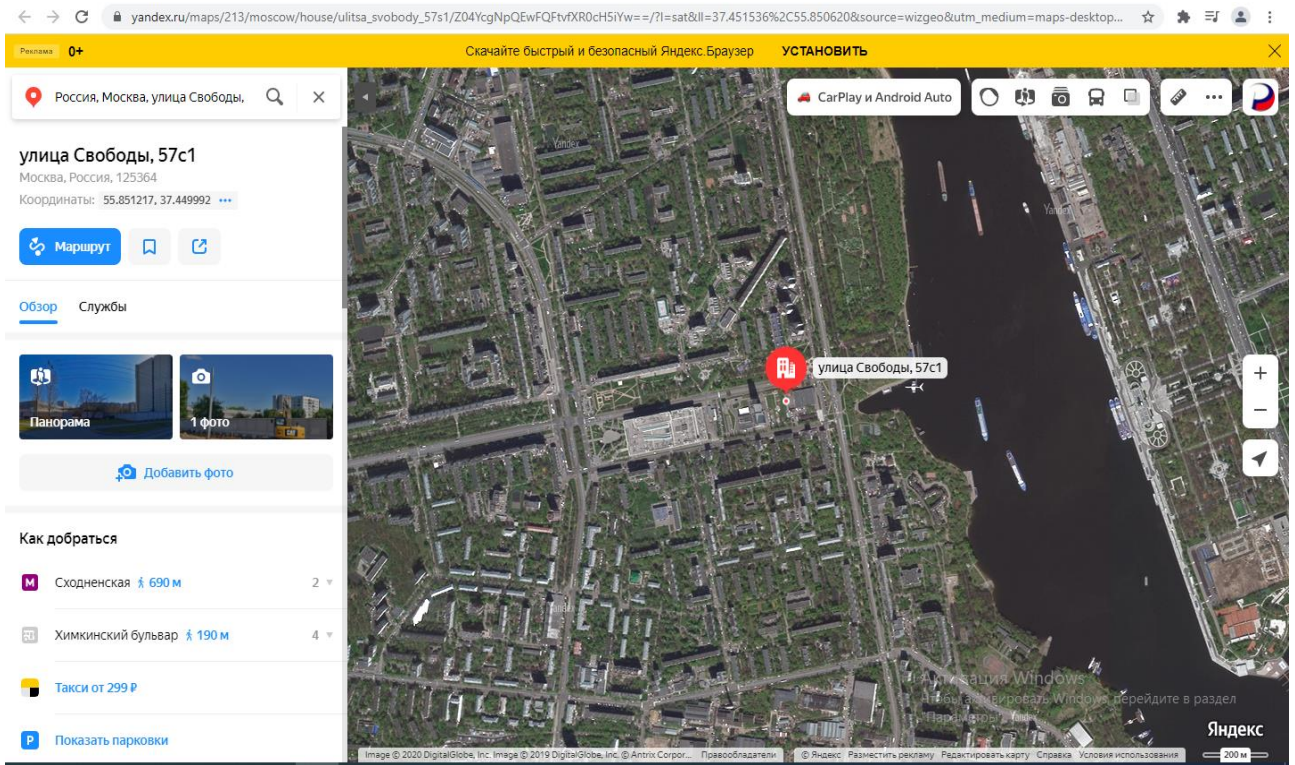 yandex.ru/maps/213/moscow/house/ulitsa_svobody_57s1/Z04YcgNpQEwFQFtvfXR0cH5iYw==/?l=sat&ll=37.451536%2C55.850620&source=wizgeo&utm_medium=maps-desktop...
Реклама 0+ Скачайте быстрый и безопасный Яндекс.Браузер УСТАНОВИТЬ
Россия, Москва, улица Свободы,
CarPlay и Android Auto
улица Свободы, 57с1
Москва, Россия, 125364
Координаты: 55.851217, 37.449992
Маршрут
Обзор Службы
Панорама
1 фото
Добавить фото
Как добраться
М Сходненская 690 м 2
Химкинский бульвар 190 м 4
Такси от 299 ₽
P Показать парковки
Yandex
Yandex
улица Свободы, 57с1
Yandex
Активация Windows
Чтобы активировать Windows, перейдите в раздел
"Параметры".
Яндекс
Image © 2020 DigitalGlobe, Inc. Image © 2019 DigitalGlobe, Inc. © Antrix Corpor... Правообладатели © Яндекс Разместить рекламу Редактировать карту Справка Условия использования 200 м